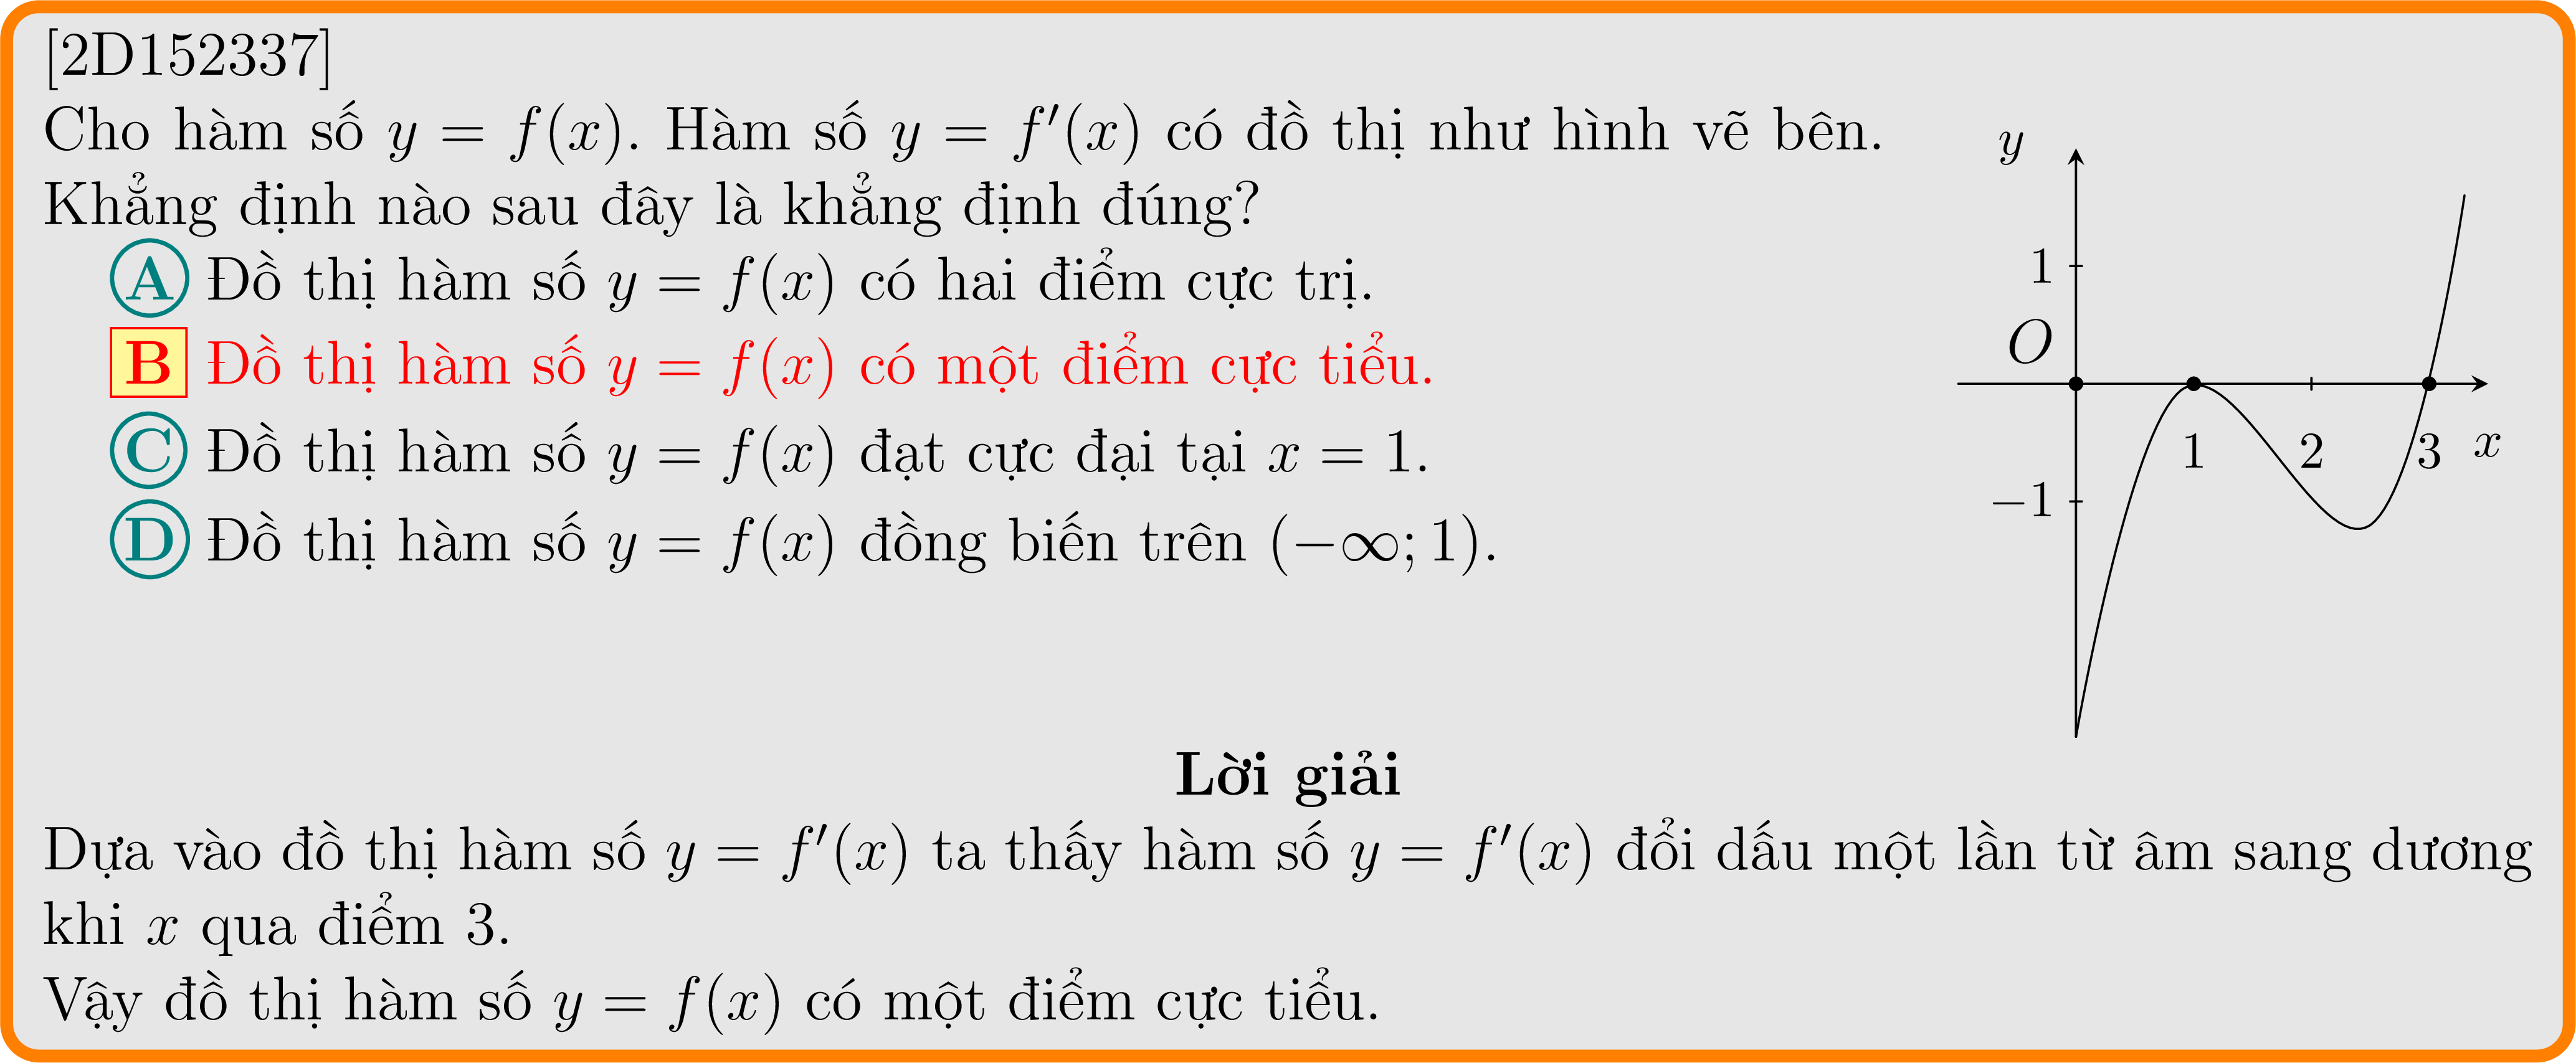 [2D152337]
Cho hàm số y = f(x). Hàm số y = f′(x) có đồ thị như hình vẽ bên.
Khẳng định nào sau đây là khẳng định đúng?
A Đồ thị hàm số y = f(x) có hai điểm cực trị.
B Đồ thị hàm số y = f(x) có một điểm cực tiểu.
C Đồ thị hàm số y = f(x) đạt cực đại tại x = 1.
D Đồ thị hàm số y = f(x) đồng biến trên (−∞; 1).
y
1
O
1 2 3 x
−1
Lời giải
Dựa vào đồ thị hàm số y = f′(x) ta thấy hàm số y = f′(x) đổi dấu một lần từ âm sang dương
khi x qua điểm 3.
Vậy đồ thị hàm số y = f(x) có một điểm cực tiểu.